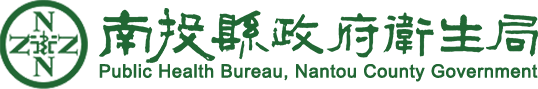 N
Z Z
N
南投縣政府衛生局
Public Health Bureau, Nantou County Government